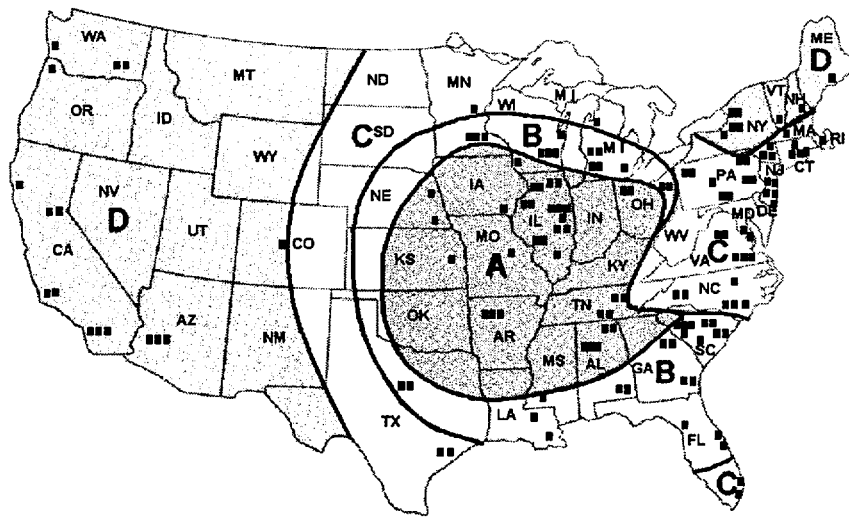 WA
MT
ND
MN
ME
D
OR
ID
WI
MI
VT
NH
C SD
B
MI
NY
MA
RI
WY
CT
NV
NE
IA
PA
NJ
D
UT
CO
IL
IN
OH
MD
DE
CA
MO
WV
C
KS
A
VA
KY
AZ
NM
OK
TN
NC
AR
MS
AL
GA
SC
B
TX
LA
FL
C